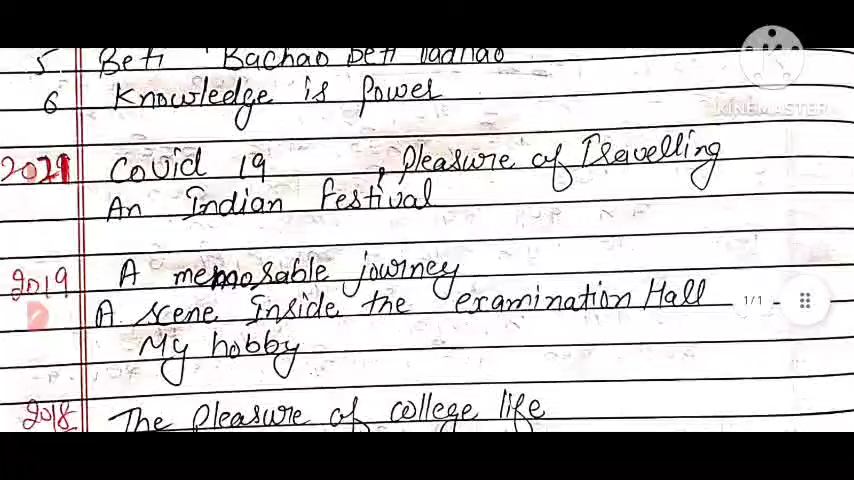 5 Beti Bachao Beti Padhao
6 Knowledge is Power
KINEMASTER
2021 Covid 19 , Pleasure of Travelling
An Indian Festival
2019 A memorable journey
A scene Inside the examination Hall
1/1
My hobby
2018 The Pleasure of college life